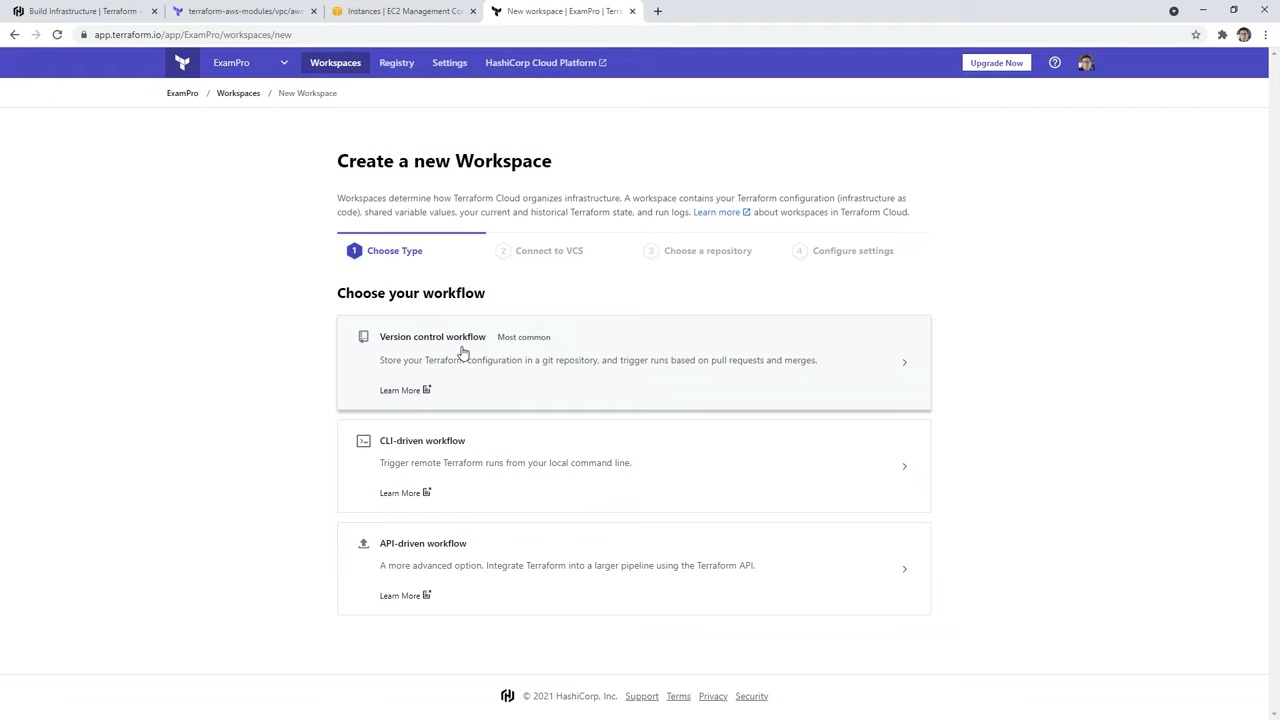 Build Infrastructure | Terraform -
terraform-aws-modules/vpc/aws
Instances | EC2 Management Co
New workspace | ExamPro | Terra
app.terraform.io/app/ExamPro/workspaces/new
ExamPro
Workspaces
Registry
Settings
HashiCorp Cloud Platform
Upgrade Now
ExamPro / Workspaces / New Workspace
Create a new Workspace
Workspaces determine how Terraform Cloud organizes infrastructure. A workspace contains your Terraform configuration (infrastructure as
code), shared variable values, your current and historical Terraform state, and run logs. Learn more about workspaces in Terraform Cloud.
1 Choose Type
2 Connect to VCS
3 Choose a repository
4 Configure settings
Choose your workflow
Version control workflow Most common
Store your Terraform configuration in a git repository, and trigger runs based on pull requests and merges.
Learn More
CLI-driven workflow
Trigger remote Terraform runs from your local command line.
Learn More
API-driven workflow
A more advanced option. Integrate Terraform into a larger pipeline using the Terraform API.
Learn More
© 2021 HashiCorp, Inc. Support Terms Privacy Security